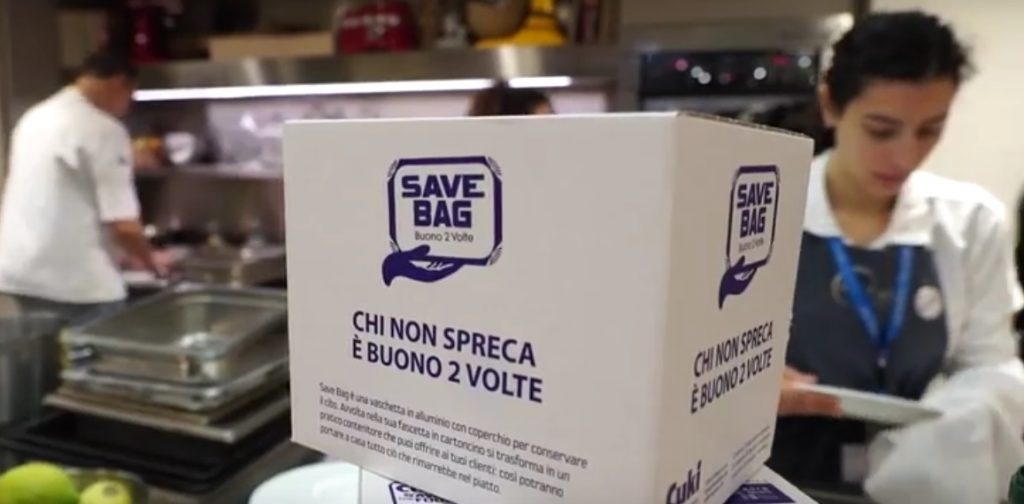 SAVE
BAG
Buono 2 Volte
CHI NON SPRECA
È BUONO 2 VOLTE
Save Bag è una vaschetta in alluminio con coperchio per conservare
il cibo. Avvolta nella sua fascetta in cartoncino si trasforma in un
pratico contenitore che puoi offrire ai tuoi clienti: così potranno
portare a casa tutto ciò che rimarrebbe nel piatto.
SAVE
BAG
Buono 2 Volte
CHI NON SPRECA
È BUONO 2 VOLTE
Cuki
SAVE